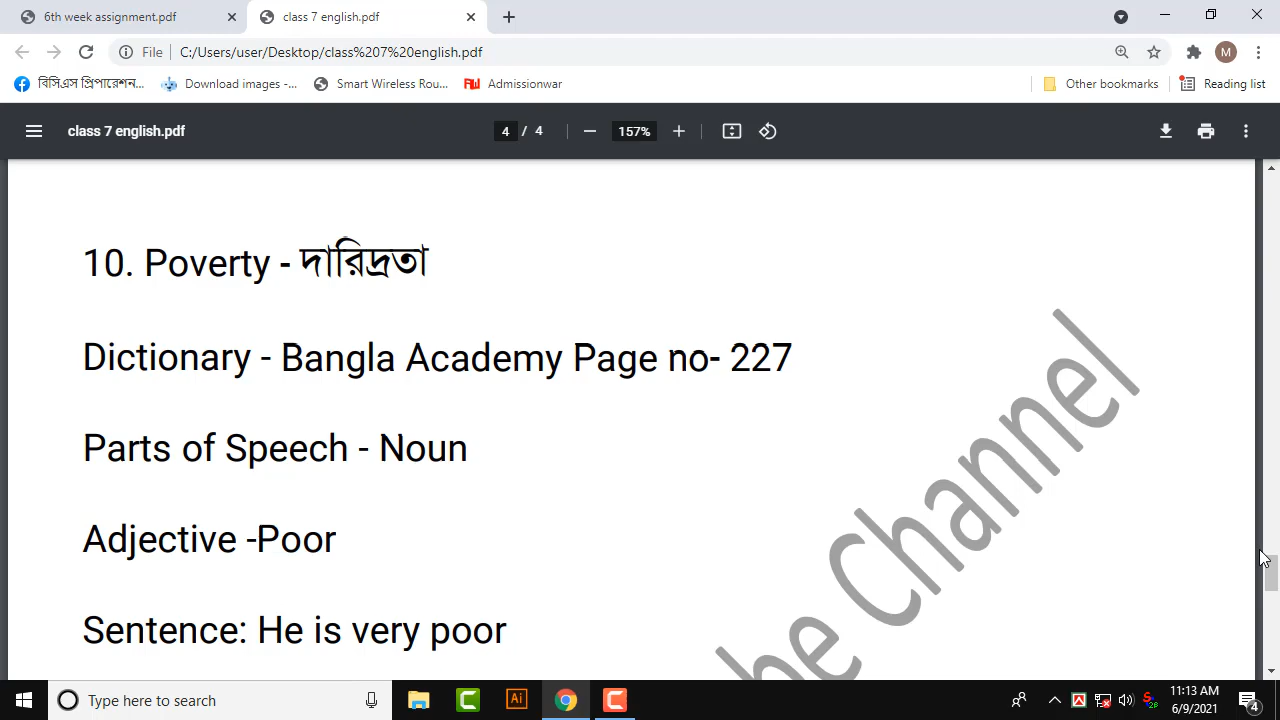 6th week assignment.pdf
class 7 english.pdf
File
C:/Users/user/Desktop/class%207%20english.pdf
বিসিএস প্রিপারেশন...
Download images -...
Smart Wireless Rou...
Admissionwar
Other bookmarks
Reading list
class 7 english.pdf
4 / 4
157%
10. Poverty - দারিদ্রতা
Dictionary - Bangla Academy Page no- 227
Parts of Speech - Noun
Adjective -Poor
Sentence: He is very poor
he Channel
Type here to search
11:13 AM
6/9/2021
4